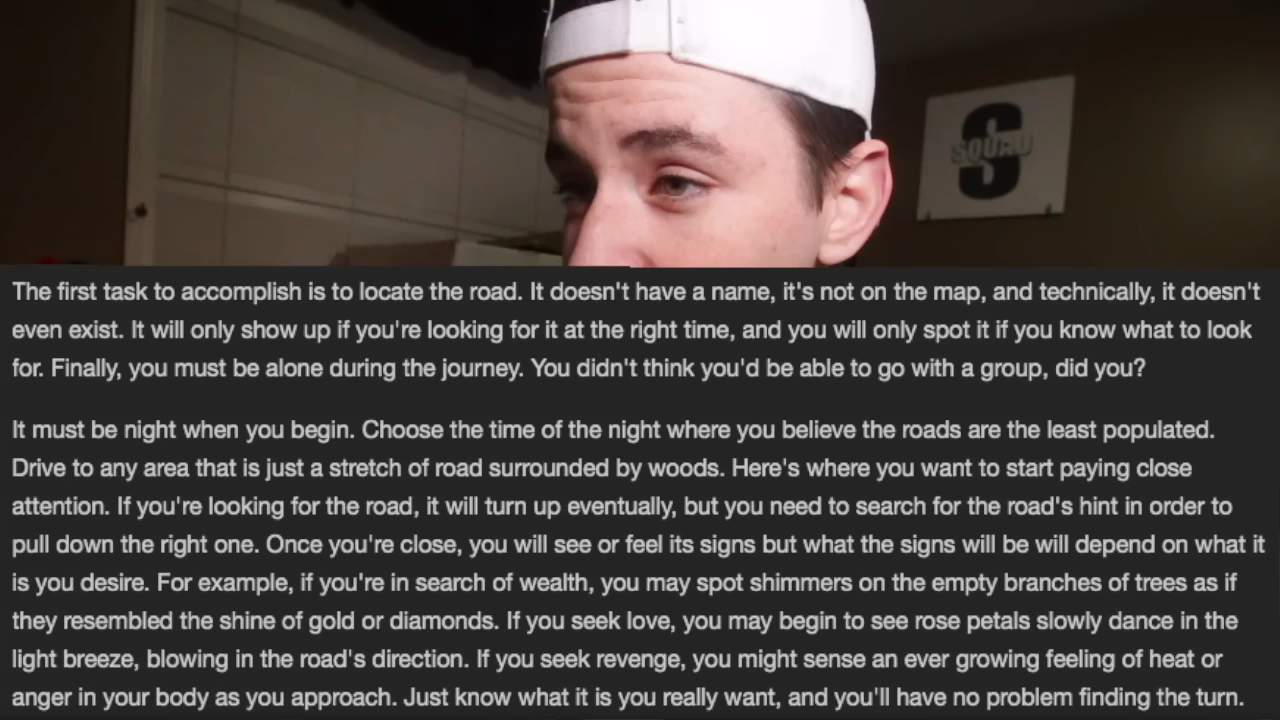 S
SQUAD
The first task to accomplish is to locate the road. It doesn't have a name, it's not on the map, and technically, it doesn't
even exist. It will only show up if you're looking for it at the right time, and you will only spot it if you know what to look
for. Finally, you must be alone during the journey. You didn't think you'd be able to go with a group, did you?
It must be night when you begin. Choose the time of the night where you believe the roads are the least populated.
Drive to any area that is just a stretch of road surrounded by woods. Here's where you want to start paying close
attention. If you're looking for the road, it will turn up eventually, but you need to search for the road's hint in order to
pull down the right one. Once you're close, you will see or feel its signs but what the signs will be will depend on what it
is you desire. For example, if you're in search of wealth, you may spot shimmers on the empty branches of trees as if
they resembled the shine of gold or diamonds. If you seek love, you may begin to see rose petals slowly dance in the
light breeze, blowing in the road's direction. If you seek revenge, you might sense an ever growing feeling of heat or
anger in your body as you approach. Just know what it is you really want, and you'll have no problem finding the turn.